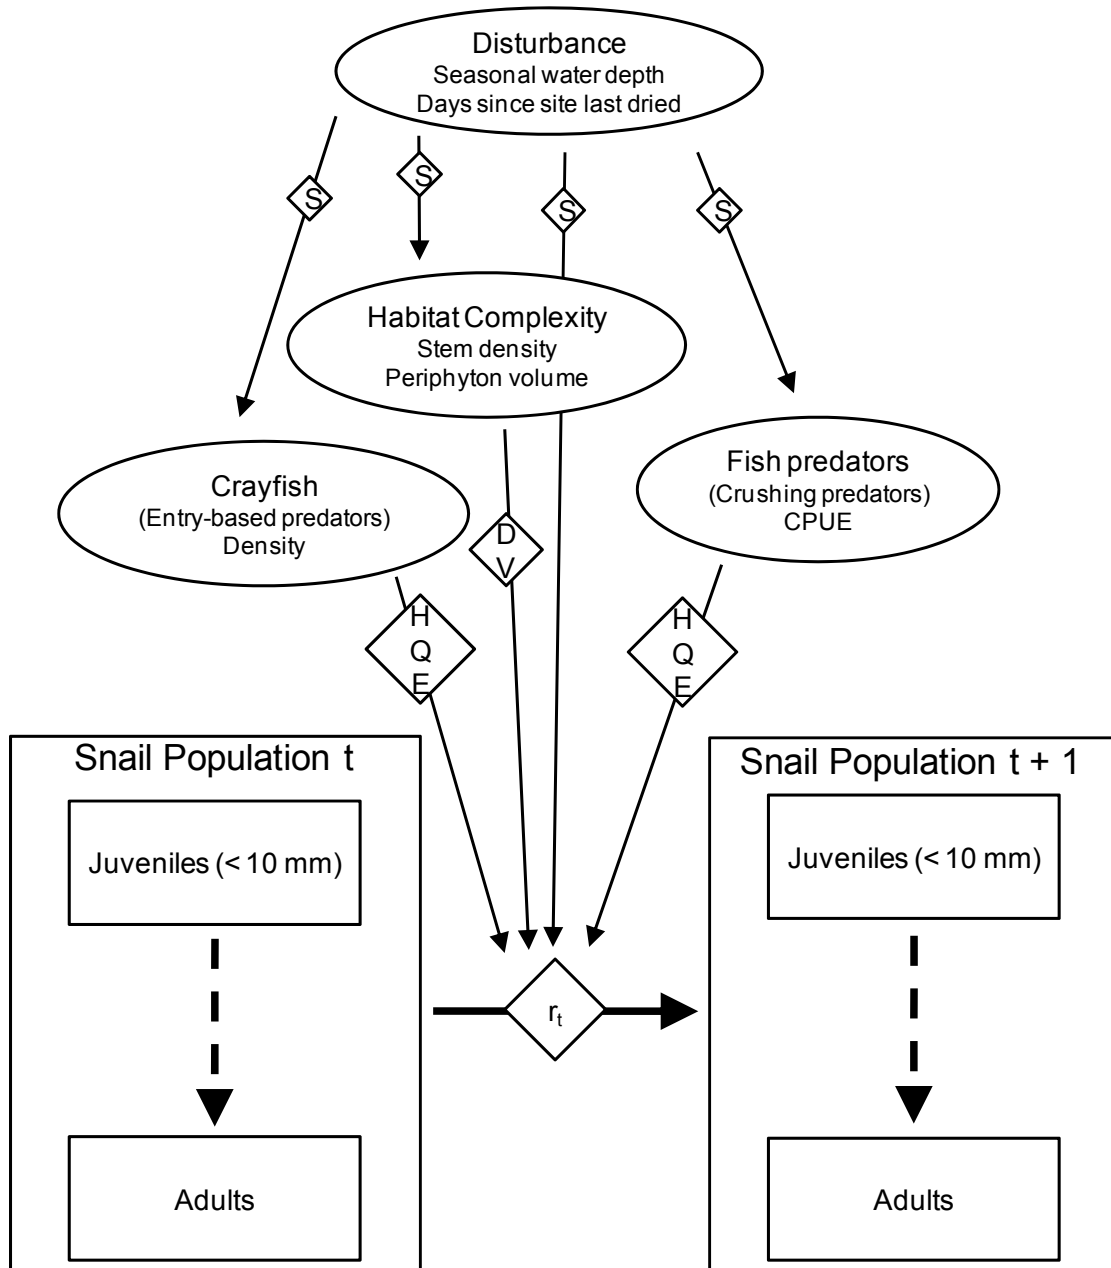 Disturbance
Seasonal water depth
Days since site last dried
S
S
S
S
Habitat Complexity
Stem density
Periphyton volume
Crayfish
(Entry-based predators)
Density
Fish predators
(Crushing predators)
CPUE
D
V
H
Q
E
H
Q
E
Snail Population t
Juveniles (< 10 mm)
Adults
r_t
Snail Population t + 1
Juveniles (< 10 mm)
Adults